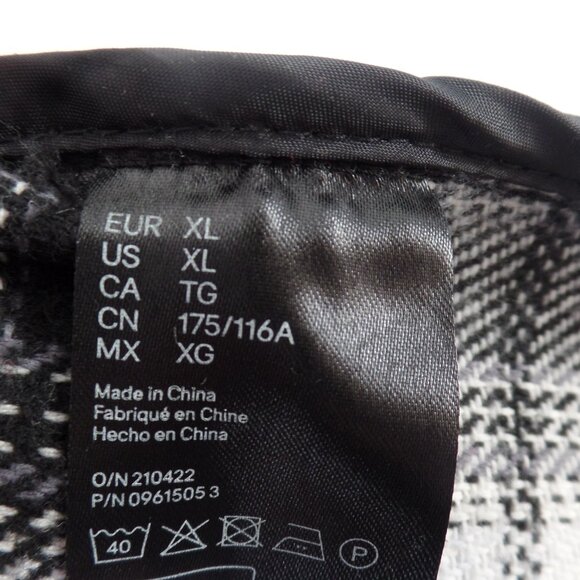 EUR XL
US XL
CA TG
CN 175/116A
MX XG
Made in China
Fabriqué en Chine
Hecho en China
O/N 210422
P/N 0961505 3
40 P